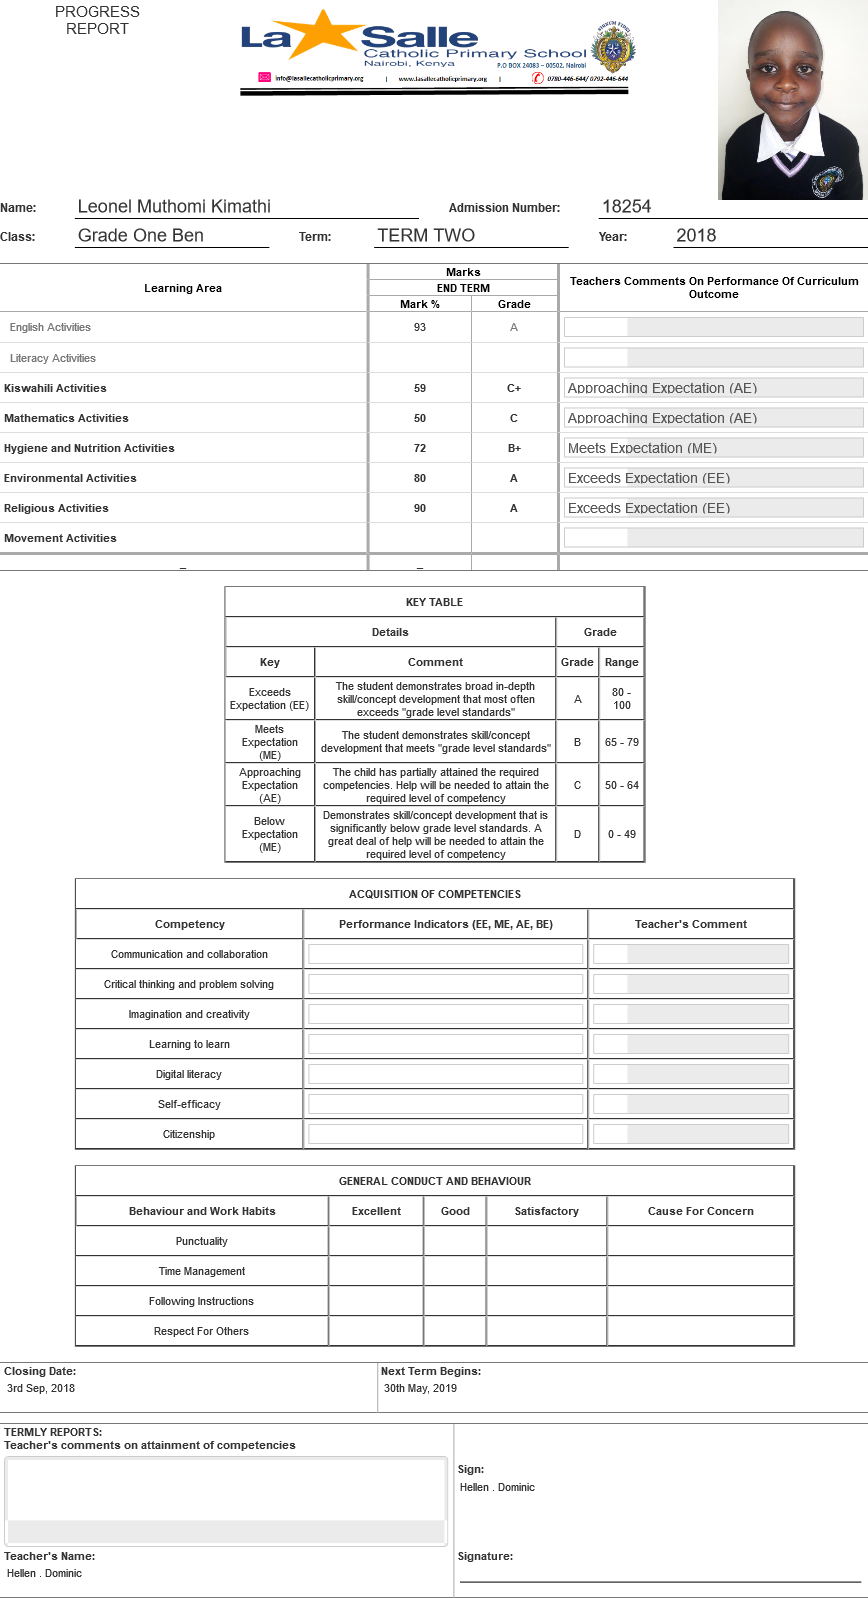 PROGRESS
REPORT
La Salle
Catholic Primary School
Nairobi, Kenya P.O BOX 24083 – 00502, Nairobi
info@lasallecatholicprimary.org | www.lasallecatholicprimary.org | 0780-446-644/ 0792-446-644
Name: Leonel Muthomi Kimathi Admission Number: 18254
Class: Grade One Ben Term: TERM TWO Year: 2018
Learning Area Marks Teachers Comments On Performance Of Curriculum Outcome
END TERM
Mark % Grade
English Activities 93 A
Literacy Activities
Kiswahili Activities 59 C+ Approaching Expectation (AE)
Mathematics Activities 50 C Approaching Expectation (AE)
Hygiene and Nutrition Activities 72 B+ Meets Expectation (ME)
Environmental Activities 80 A Exceeds Expectation (EE)
Religious Activities 90 A Exceeds Expectation (EE)
Movement Activities
_ _
KEY TABLE
Details Grade
Key Comment Grade Range
Exceeds Expectation (EE) The student demonstrates broad in-depth skill/concept development that most often exceeds "grade level standards" A 80 - 100
Meets Expectation (ME) The student demonstrates skill/concept development that meets "grade level standards" B 65 - 79
Approaching Expectation (AE) The child has partially attained the required competencies. Help will be needed to attain the required level of competency C 50 - 64
Below Expectation (ME) Demonstrates skill/concept development that is significantly below grade level standards. A great deal of help will be needed to attain the required level of competency D 0 - 49
ACQUISITION OF COMPETENCIES
Competency Performance Indicators (EE, ME, AE, BE) Teacher's Comment
Communication and collaboration
Critical thinking and problem solving
Imagination and creativity
Learning to learn
Digital literacy
Self-efficacy
Citizenship
GENERAL CONDUCT AND BEHAVIOUR
Behaviour and Work Habits Excellent Good Satisfactory Cause For Concern
Punctuality
Time Management
Following Instructions
Respect For Others
Closing Date: Next Term Begins:
3rd Sep, 2018 30th May, 2019
TERMLY REPORTS:
Teacher's comments on attainment of competencies
Sign:
Hellen . Dominic
Teacher's Name: Signature:
Hellen . Dominic